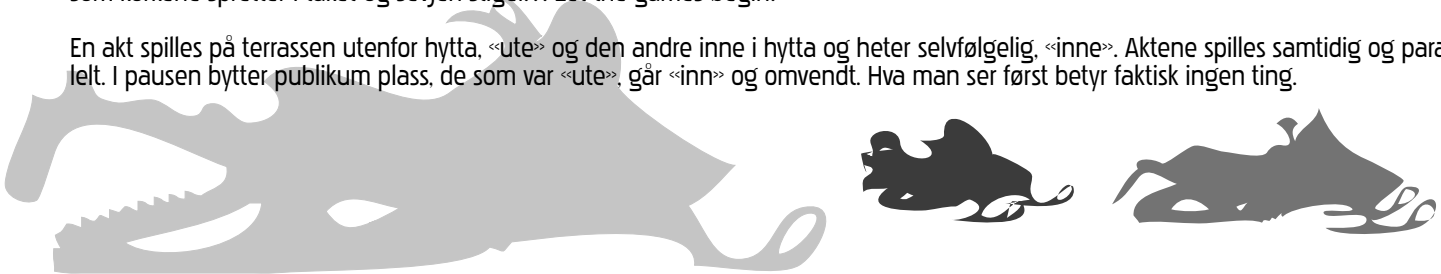 En akt spilles på terrassen utenfor hytta, «ute» og den andre inne i hytta og heter selvfølgelig, «inne». Aktene spilles samtidig og para
lelt. I pausen bytter publikum plass, de som var «ute», går «inn» og omvendt. Hva man ser først betyr faktisk ingen ting.